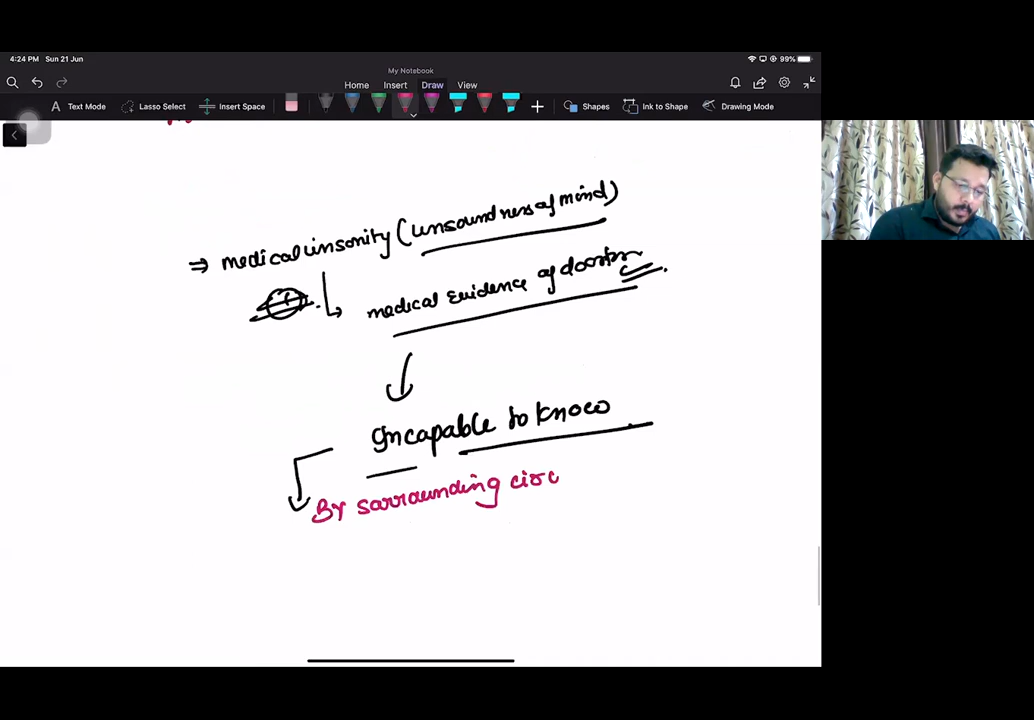 4:24 PM Sun 21 Jun
99%
My Notebook
Home Insert Draw View
Text Mode Lasso Select Insert Space Shapes Ink to Shape Drawing Mode
⇒ medical insanity (unsoundness of mind)
medical Evidence of doctor
Incapable to know
By sarrounding circ